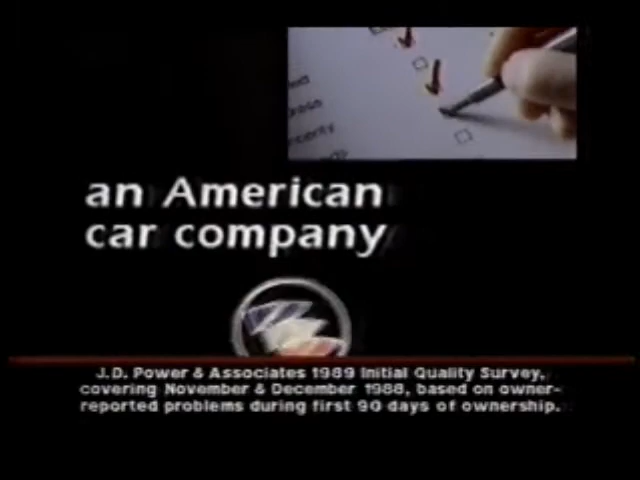 an American
car company
J.D. Power & Associates 1989 Initial Quality Survey,
covering November & December 1988, based on owner-
reported problems during first 90 days of ownership.